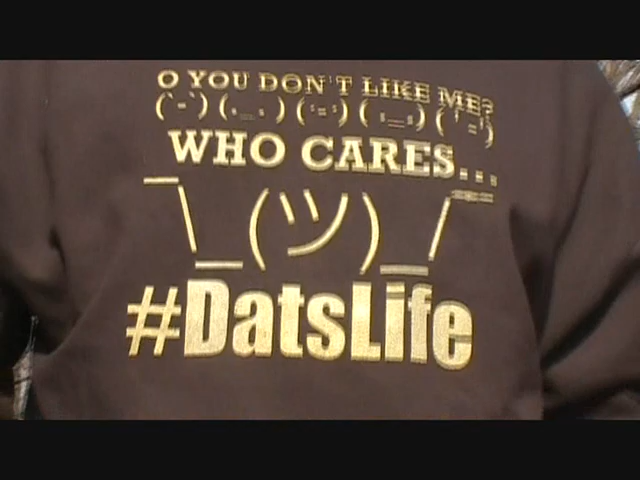 O YOU DON'T LIKE ME?
(`-`) (._.) (=_=) ( ,_,) ( '=')
WHO CARES...
¯\_(ツ)_/¯
#DatsLife